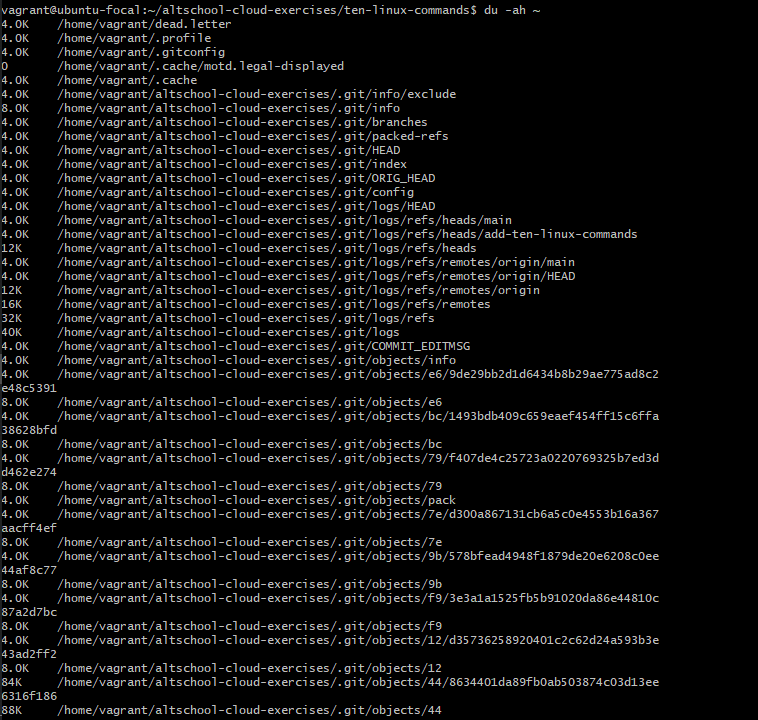 vagrant@ubuntu-focal:~/altschool-cloud-exercises/ten-linux-commands$ du -ah ~
4.0K    /home/vagrant/dead.letter
4.0K    /home/vagrant/.profile
4.0K    /home/vagrant/.gitconfig
0       /home/vagrant/.cache/motd.legal-displayed
4.0K    /home/vagrant/.cache
4.0K    /home/vagrant/altschool-cloud-exercises/.git/info/exclude
8.0K    /home/vagrant/altschool-cloud-exercises/.git/info
4.0K    /home/vagrant/altschool-cloud-exercises/.git/branches
4.0K    /home/vagrant/altschool-cloud-exercises/.git/packed-refs
4.0K    /home/vagrant/altschool-cloud-exercises/.git/HEAD
4.0K    /home/vagrant/altschool-cloud-exercises/.git/index
4.0K    /home/vagrant/altschool-cloud-exercises/.git/ORIG_HEAD
4.0K    /home/vagrant/altschool-cloud-exercises/.git/config
4.0K    /home/vagrant/altschool-cloud-exercises/.git/logs/HEAD
4.0K    /home/vagrant/altschool-cloud-exercises/.git/logs/refs/heads/main
4.0K    /home/vagrant/altschool-cloud-exercises/.git/logs/refs/heads/add-ten-linux-commands
12K     /home/vagrant/altschool-cloud-exercises/.git/logs/refs/heads
4.0K    /home/vagrant/altschool-cloud-exercises/.git/logs/refs/remotes/origin/main
4.0K    /home/vagrant/altschool-cloud-exercises/.git/logs/refs/remotes/origin/HEAD
12K     /home/vagrant/altschool-cloud-exercises/.git/logs/refs/remotes/origin
16K     /home/vagrant/altschool-cloud-exercises/.git/logs/refs/remotes
32K     /home/vagrant/altschool-cloud-exercises/.git/logs/refs
40K     /home/vagrant/altschool-cloud-exercises/.git/logs
4.0K    /home/vagrant/altschool-cloud-exercises/.git/COMMIT_EDITMSG
4.0K    /home/vagrant/altschool-cloud-exercises/.git/objects/info
4.0K    /home/vagrant/altschool-cloud-exercises/.git/objects/e6/9de29bb2d1d6434b8b29ae775ad8c2
e48c5391
8.0K    /home/vagrant/altschool-cloud-exercises/.git/objects/e6
4.0K    /home/vagrant/altschool-cloud-exercises/.git/objects/bc/1493bdb409c659eaef454ff15c6ffa
38628bfd
8.0K    /home/vagrant/altschool-cloud-exercises/.git/objects/bc
4.0K    /home/vagrant/altschool-cloud-exercises/.git/objects/79/f407de4c25723a0220769325b7ed3d
d462e274
8.0K    /home/vagrant/altschool-cloud-exercises/.git/objects/79
4.0K    /home/vagrant/altschool-cloud-exercises/.git/objects/pack
4.0K    /home/vagrant/altschool-cloud-exercises/.git/objects/7e/d300a867131cb6a5c0e4553b16a367
aacff4ef
8.0K    /home/vagrant/altschool-cloud-exercises/.git/objects/7e
4.0K    /home/vagrant/altschool-cloud-exercises/.git/objects/9b/578bfead4948f1879de20e6208c0ee
44af8c77
8.0K    /home/vagrant/altschool-cloud-exercises/.git/objects/9b
4.0K    /home/vagrant/altschool-cloud-exercises/.git/objects/f9/3e3a1a1525fb5b91020da86e44810c
87a2d7bc
8.0K    /home/vagrant/altschool-cloud-exercises/.git/objects/f9
4.0K    /home/vagrant/altschool-cloud-exercises/.git/objects/12/d35736258920401c2c62d24a593b3e
43ad2ff2
8.0K    /home/vagrant/altschool-cloud-exercises/.git/objects/12
84K     /home/vagrant/altschool-cloud-exercises/.git/objects/44/8634401da89fb0ab503874c03d13ee
6316f186
88K     /home/vagrant/altschool-cloud-exercises/.git/objects/44